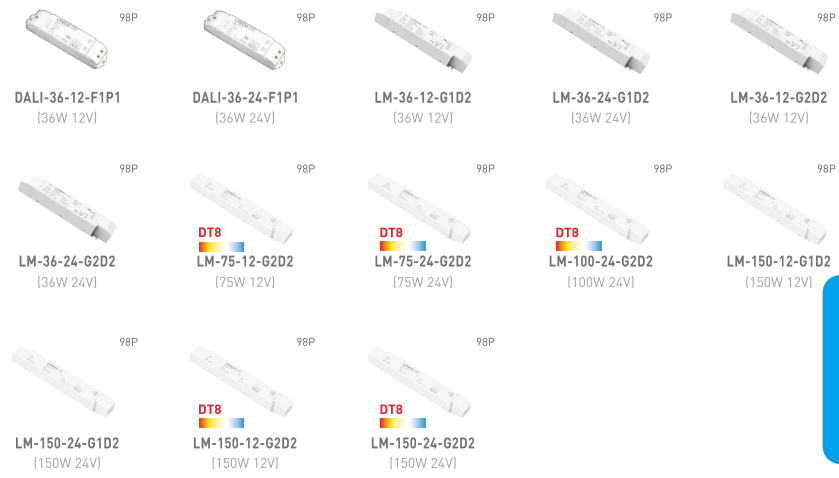 98P 98P 98P 98P 98P
DALI-36-12-F1P1 DALI-36-24-F1P1 LM-36-12-G1D2 LM-36-24-G1D2 LM-36-12-G2D2
(36W 12V) (36W 24V) (36W 12V) (36W 24V) (36W 12V)
98P 98P 98P 98P 98P
DT8 DT8 DT8
LM-36-24-G2D2 LM-75-12-G2D2 LM-75-24-G2D2 LM-100-24-G2D2 LM-150-12-G1D2
(36W 24V) (75W 12V) (75W 24V) (100W 24V) (150W 12V)
98P 98P 98P
DT8 DT8
LM-150-24-G1D2 LM-150-12-G2D2 LM-150-24-G2D2
(150W 24V) (150W 12V) (150W 24V)